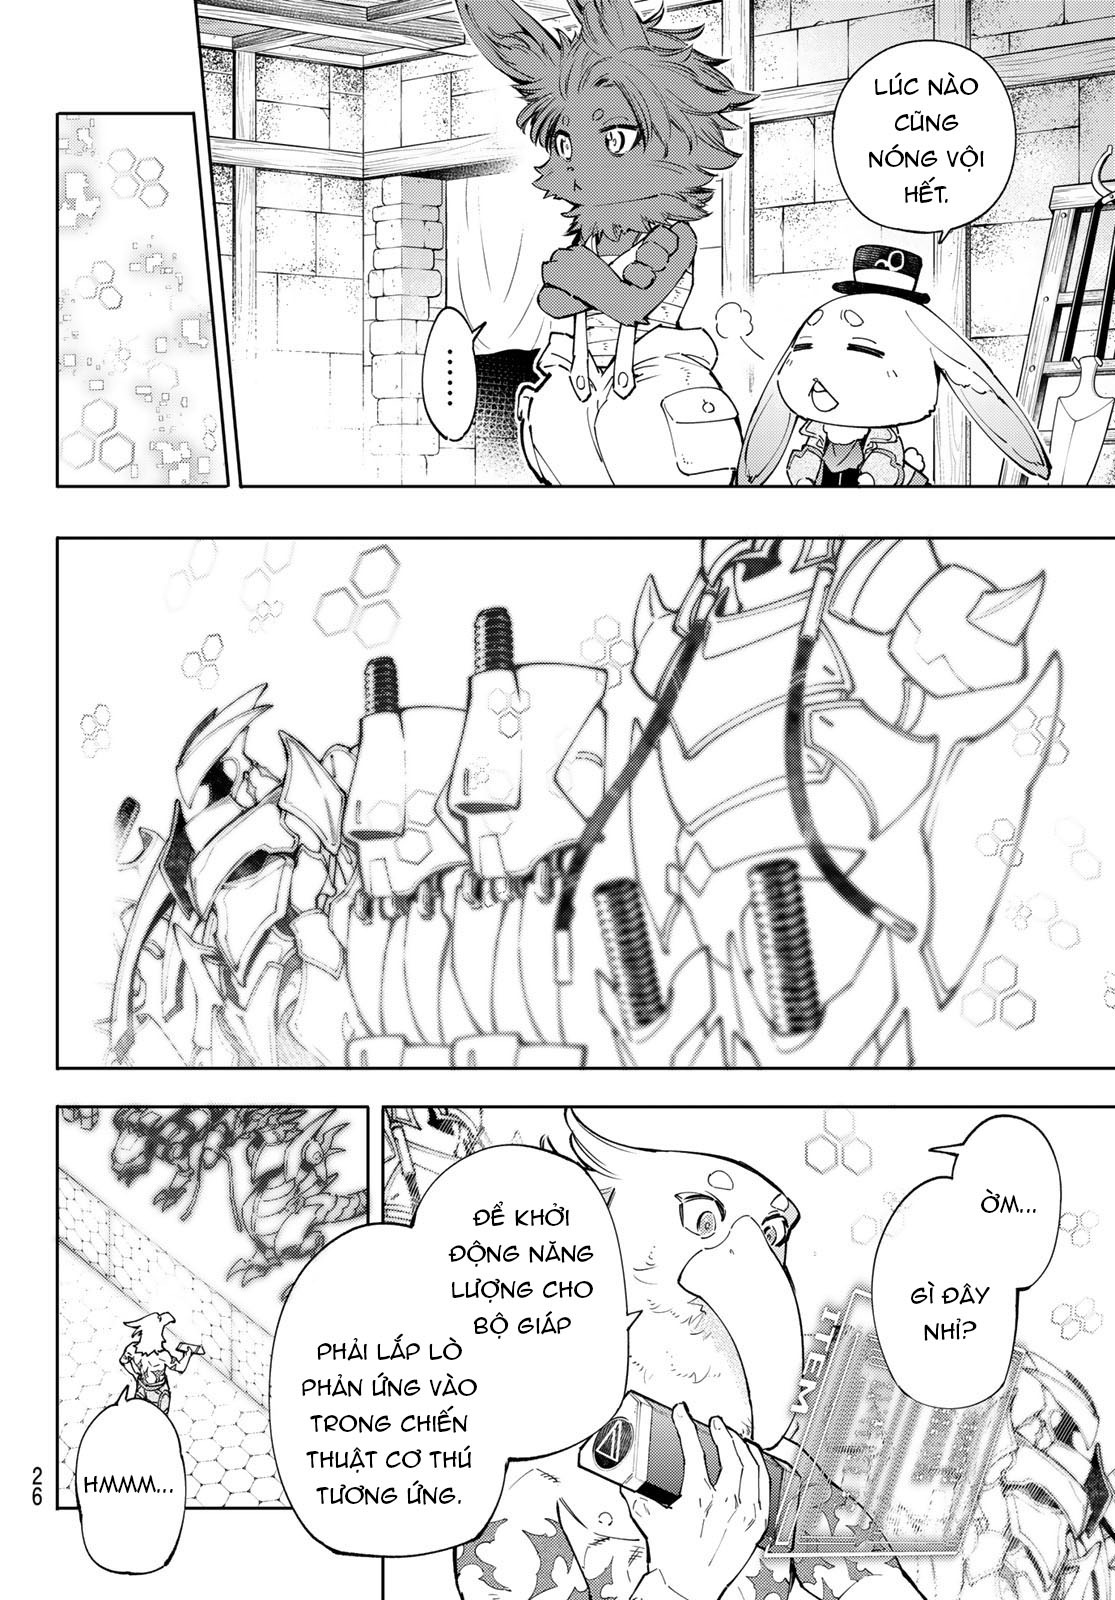 LÚC NÀO
CŨNG
NÓNG VỘI
HẾT.
.......
ỜM...
GÌ ĐÂY
NHỈ?
ITEM
ĐỂ KHỞI
ĐỘNG NĂNG
LƯỢNG CHO
BỘ GIÁP
PHẢI LẮP LÒ
PHẢN ỨNG VÀO
TRONG CHIẾN
THUẬT CƠ THÚ
TƯƠNG ỨNG.
HMMM...
26